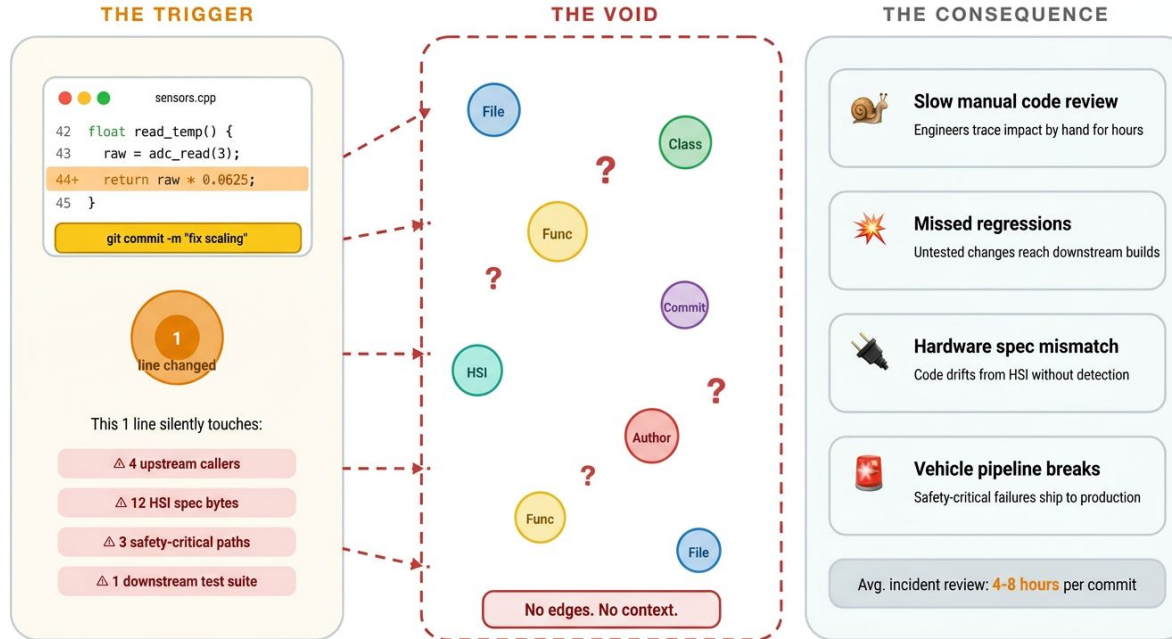 THE TRIGGER
sensors.cpp
42 float read_temp() {
43 raw = adc_read(3);
44+ return raw * 0.0625;
45 }
git commit -m "fix scaling"
1
line changed
This 1 line silently touches:
⚠ 4 upstream callers
⚠ 12 HSI spec bytes
⚠ 3 safety-critical paths
⚠ 1 downstream test suite
THE VOID
File
Class
?
Func
?
Commit
HSI
?
Author
?
Func
File
No edges. No context.
THE CONSEQUENCE
Slow manual code review
Engineers trace impact by hand for hours
Missed regressions
Untested changes reach downstream builds
Hardware spec mismatch
Code drifts from HSI without detection
Vehicle pipeline breaks
Safety-critical failures ship to production
Avg. incident review: 4-8 hours per commit